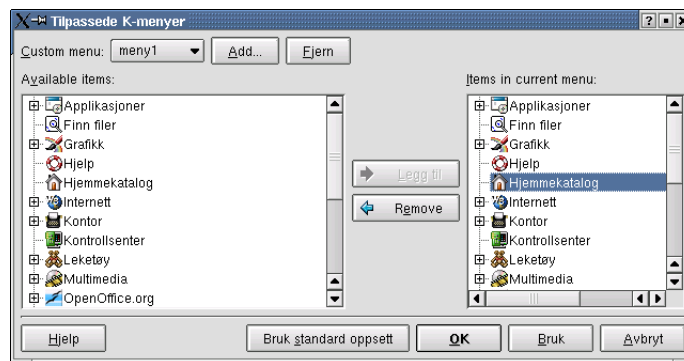 Tilpassede K-menyer
Custom menu: meny1 Add... Fjern
Available items:
Applikasjoner
Finn filer
Grafikk
Hjelp
Hjemmekatalog
Internett
Kontor
Kontrollsenter
Leketøy
Multimedia
OpenOffice.org
Legg til
Remove
Items in current menu:
Applikasjoner
Finn filer
Grafikk
Hjelp
Hjemmekatalog
Internett
Kontor
Kontrollsenter
Leketøy
Multimedia
Hjelp Bruk standard oppsett OK Bruk Avbryt